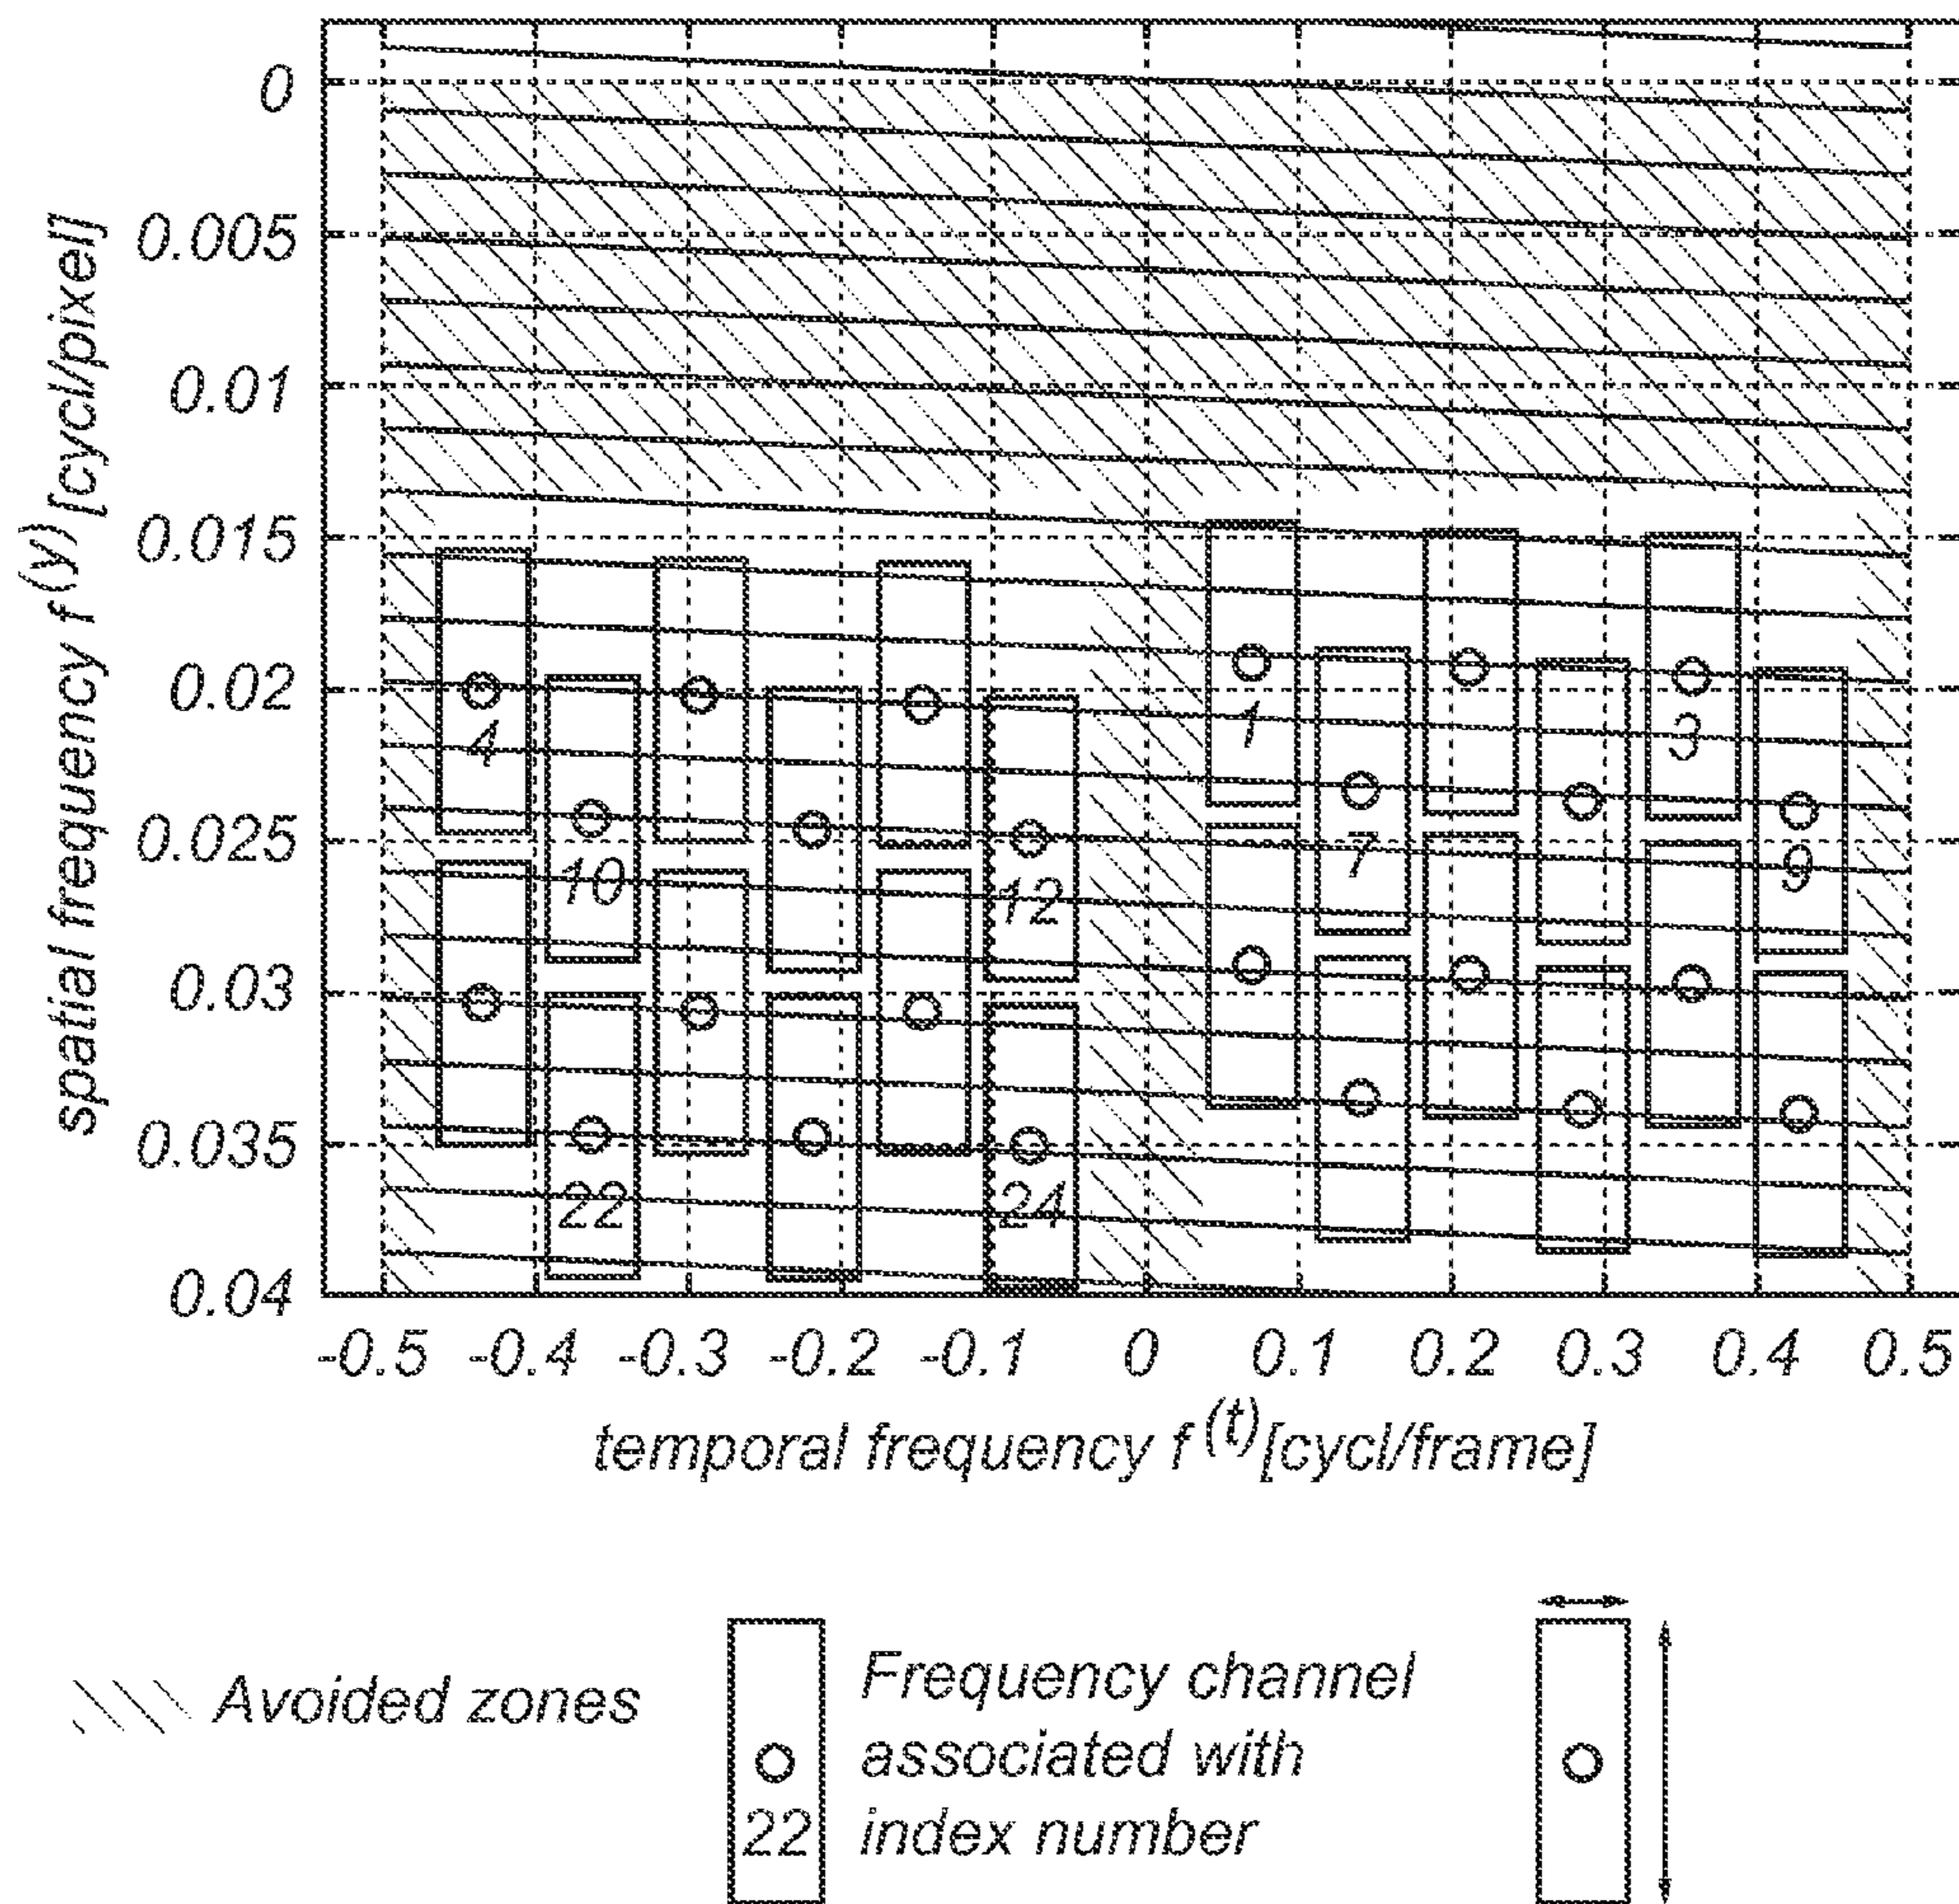 0
0.005
0.01
0.015
0.02
0.025
0.03
0.035
0.04
spatial frequency f(y) [cycl/pixel]
4
1
3
10
12
7
9
22
24
-0.5 -0.4 -0.3 -0.2 -0.1 0 0.1 0.2 0.3 0.4 0.5
temporal frequency f(t) [cycl/frame]
Avoided zones
22
Frequency channel
associated with
index number